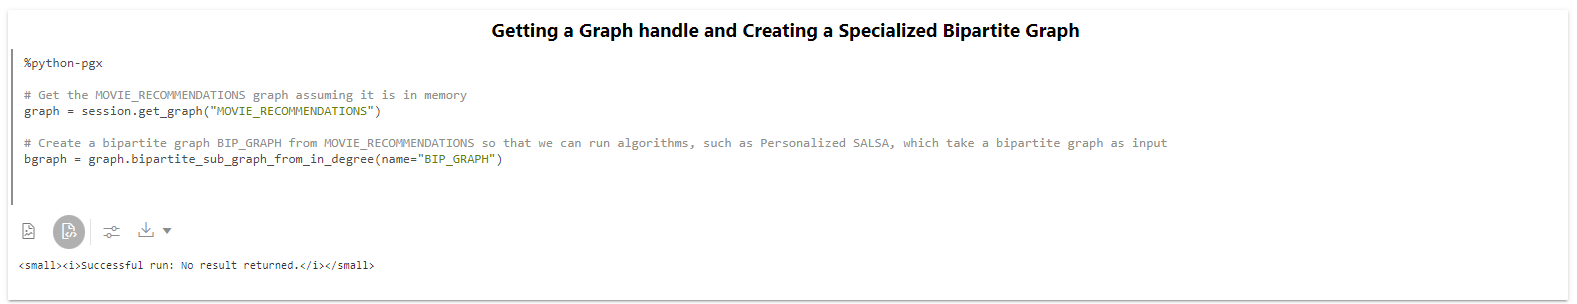 Getting a Graph handle and Creating a Specialized Bipartite Graph
%python-pgx
# Get the MOVIE_RECOMMENDATIONS graph assuming it is in memory
graph = session.get_graph("MOVIE_RECOMMENDATIONS")
# Create a bipartite graph BIP_GRAPH from MOVIE_RECOMMENDATIONS so that we can run algorithms, such as Personalized SALSA, which take a bipartite graph as input
bgraph = graph.bipartite_sub_graph_from_in_degree(name="BIP_GRAPH")
<small><i>Successful run: No result returned.</i></small>